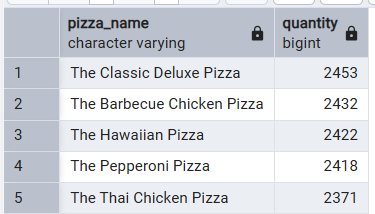 pizza_name quantity
character varying bigint
1 The Classic Deluxe Pizza 2453
2 The Barbecue Chicken Pizza 2432
3 The Hawaiian Pizza 2422
4 The Pepperoni Pizza 2418
5 The Thai Chicken Pizza 2371